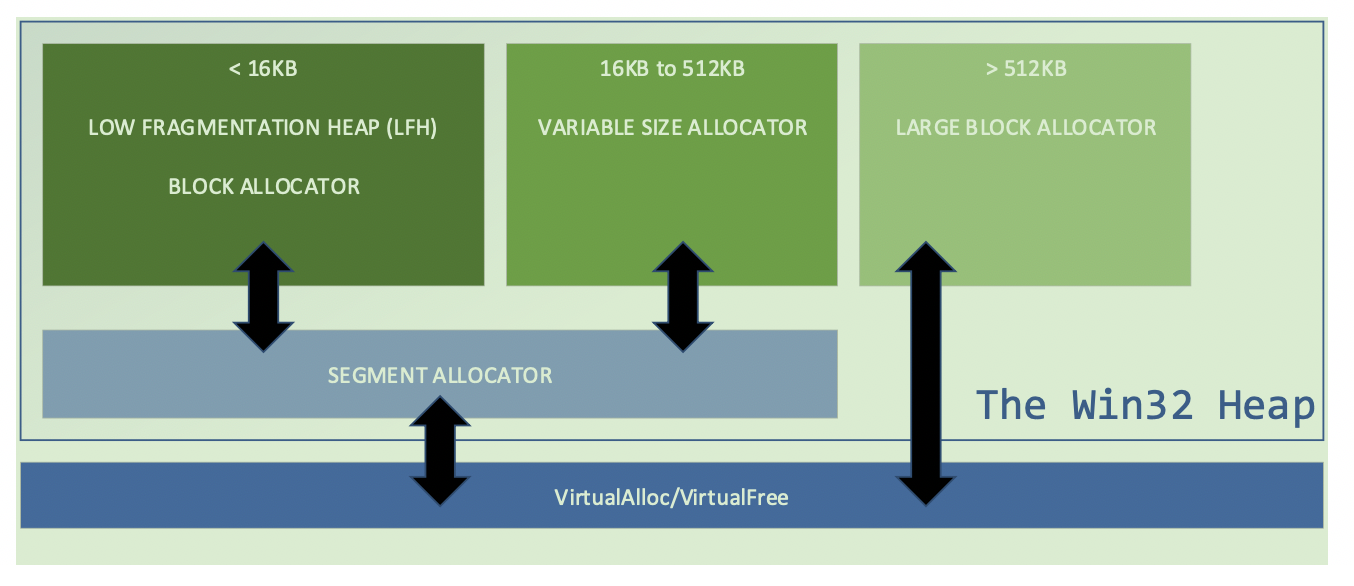 < 16KB
LOW FRAGMENTATION HEAP (LFH)
BLOCK ALLOCATOR
16KB to 512KB
VARIABLE SIZE ALLOCATOR
> 512KB
LARGE BLOCK ALLOCATOR
SEGMENT ALLOCATOR
The Win32 Heap
VirtualAlloc/VirtualFree